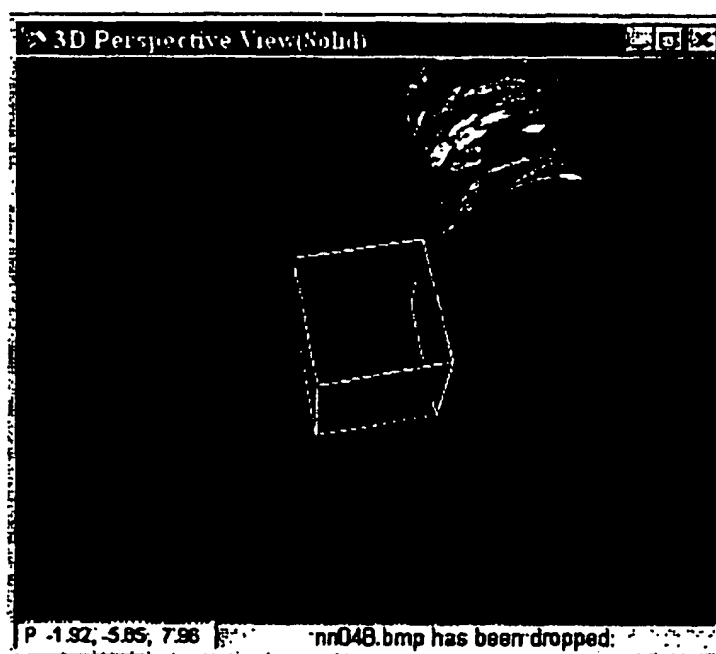 3D Perspective View(Solid)
P -1.92, -5.85, 7.98
nn048.bmp has been dropped: